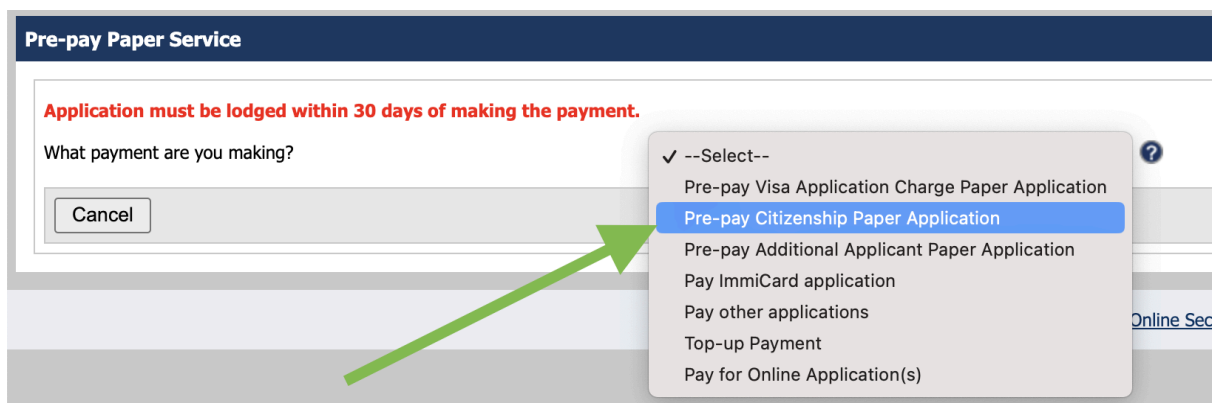 Pre-pay Paper Service
Application must be lodged within 30 days of making the payment.
What payment are you making?
✓ --Select--
?
Pre-pay Visa Application Charge Paper Application
Cancel
Pre-pay Citizenship Paper Application
Pre-pay Additional Applicant Paper Application
Pay ImmiCard application
Pay other applications
Online Sec
Top-up Payment
Pay for Online Application(s)